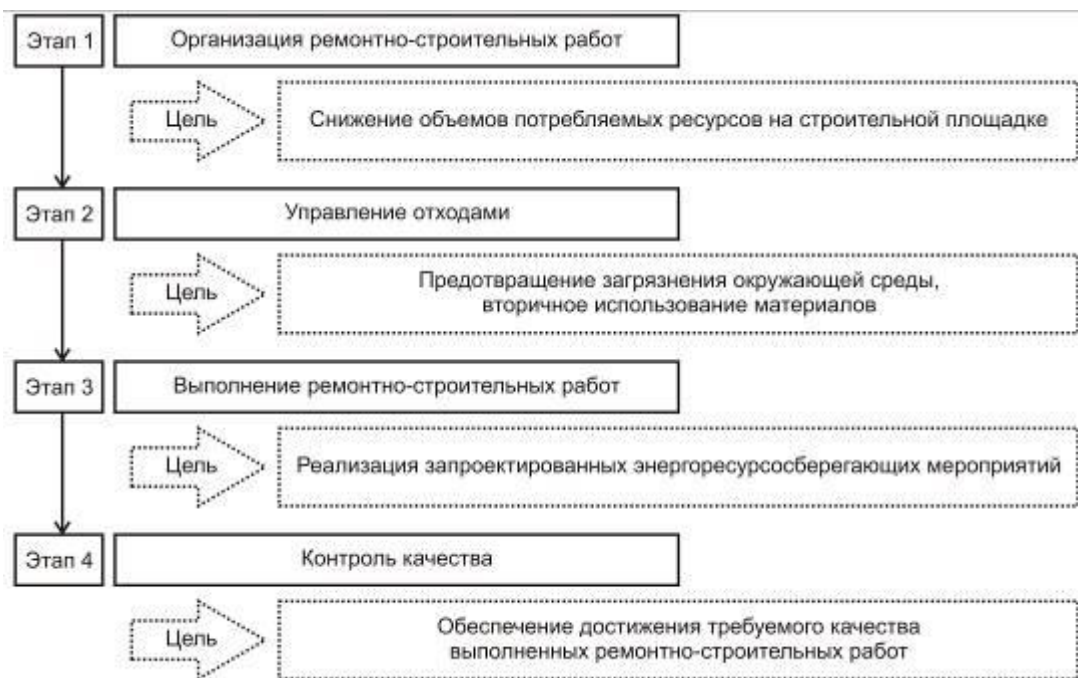 Этап 1
Организация ремонтно-строительных работ
Цель
Снижение объемов потребляемых ресурсов на строительной площадке
Этап 2
Управление отходами
Цель
Предотвращение загрязнения окружающей среды,
вторичное использование материалов
Этап 3
Выполнение ремонтно-строительных работ
Цель
Реализация запроектированных энергоресурсосберегающих мероприятий
Этап 4
Контроль качества
Цель
Обеспечение достижения требуемого качества
выполненных ремонтно-строительных работ